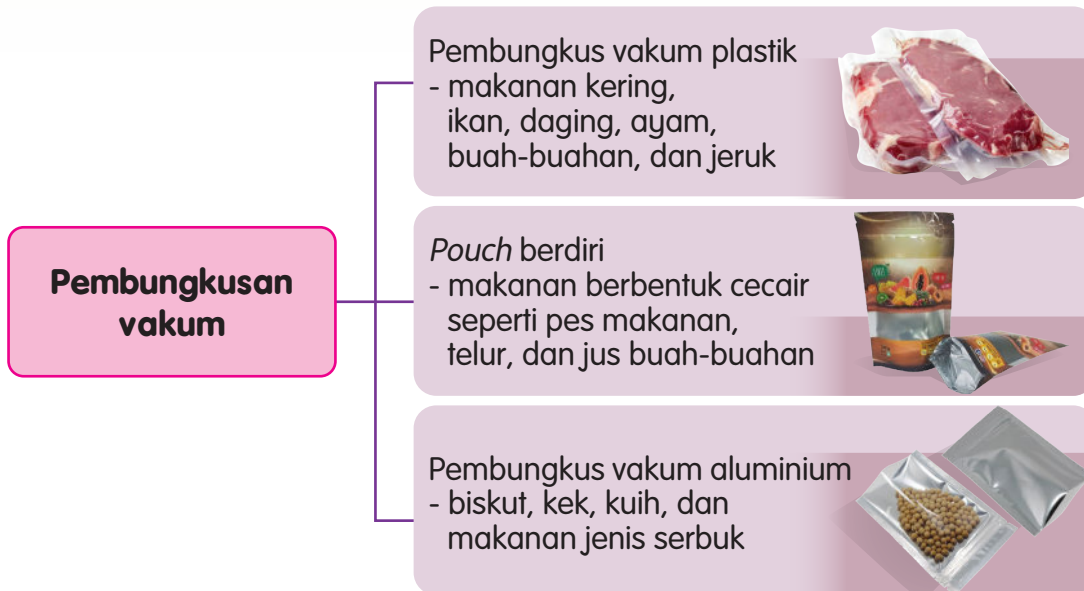 Pembungkusan
vakum
Pembungkus vakum plastik
- makanan kering,
ikan, daging, ayam,
buah-buahan, dan jeruk
Pouch berdiri
- makanan berbentuk cecair
seperti pes makanan,
telur, dan jus buah-buahan
Pembungkus vakum aluminium
- biskut, kek, kuih, dan
makanan jenis serbuk